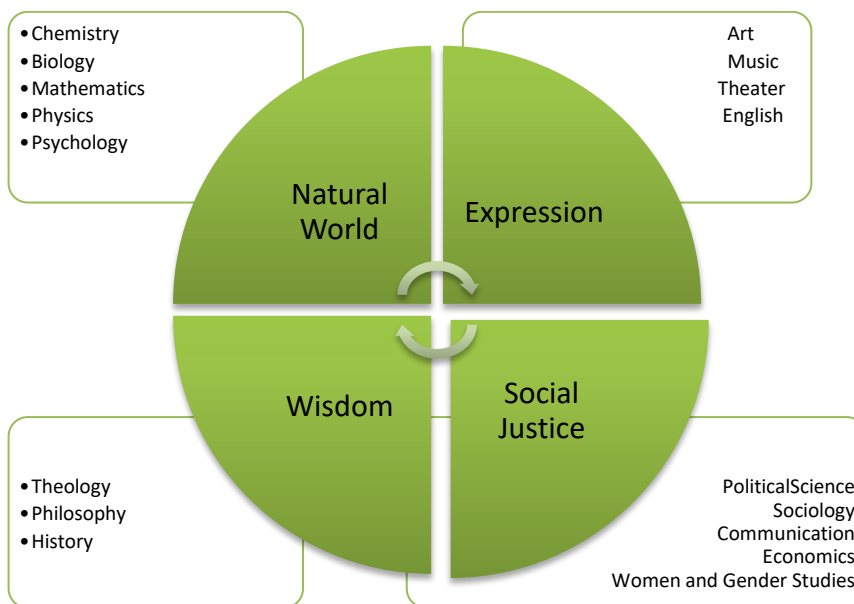 •Chemistry
•Biology
•Mathematics
•Physics
•Psychology
Art
Music
Theater
English
Natural
World
Expression
Wisdom
Social
Justice
•Theology
•Philosophy
•History
PoliticalScience
Sociology
Communication
Economics
Women and Gender Studies